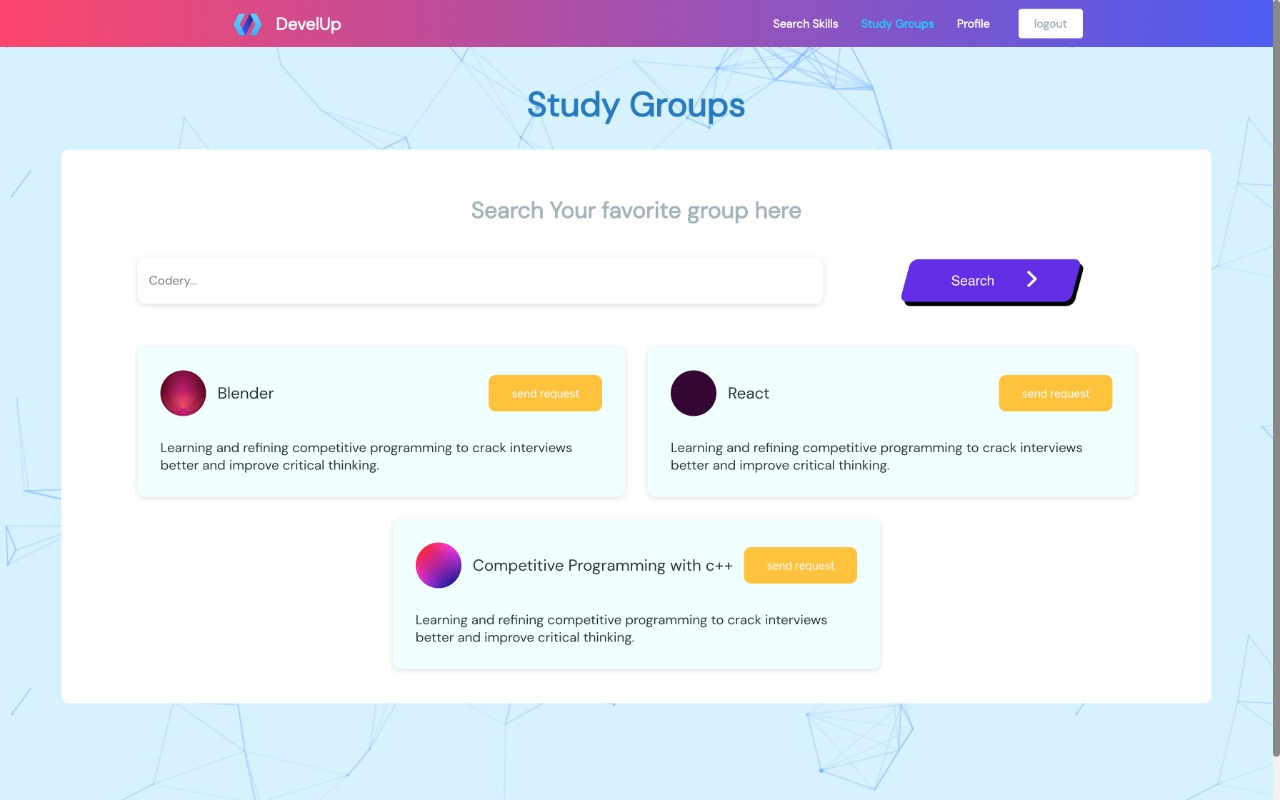 DevelUp
Search Skills
Study Groups
Profile
logout
Study Groups
Search Your favorite group here
Codery...
Search
Blender
send request
Learning and refining competitive programming to crack interviews
better and improve critical thinking.
React
send request
Learning and refining competitive programming to crack interviews
better and improve critical thinking.
Competitive Programming with c++
send request
Learning and refining competitive programming to crack interviews
better and improve critical thinking.